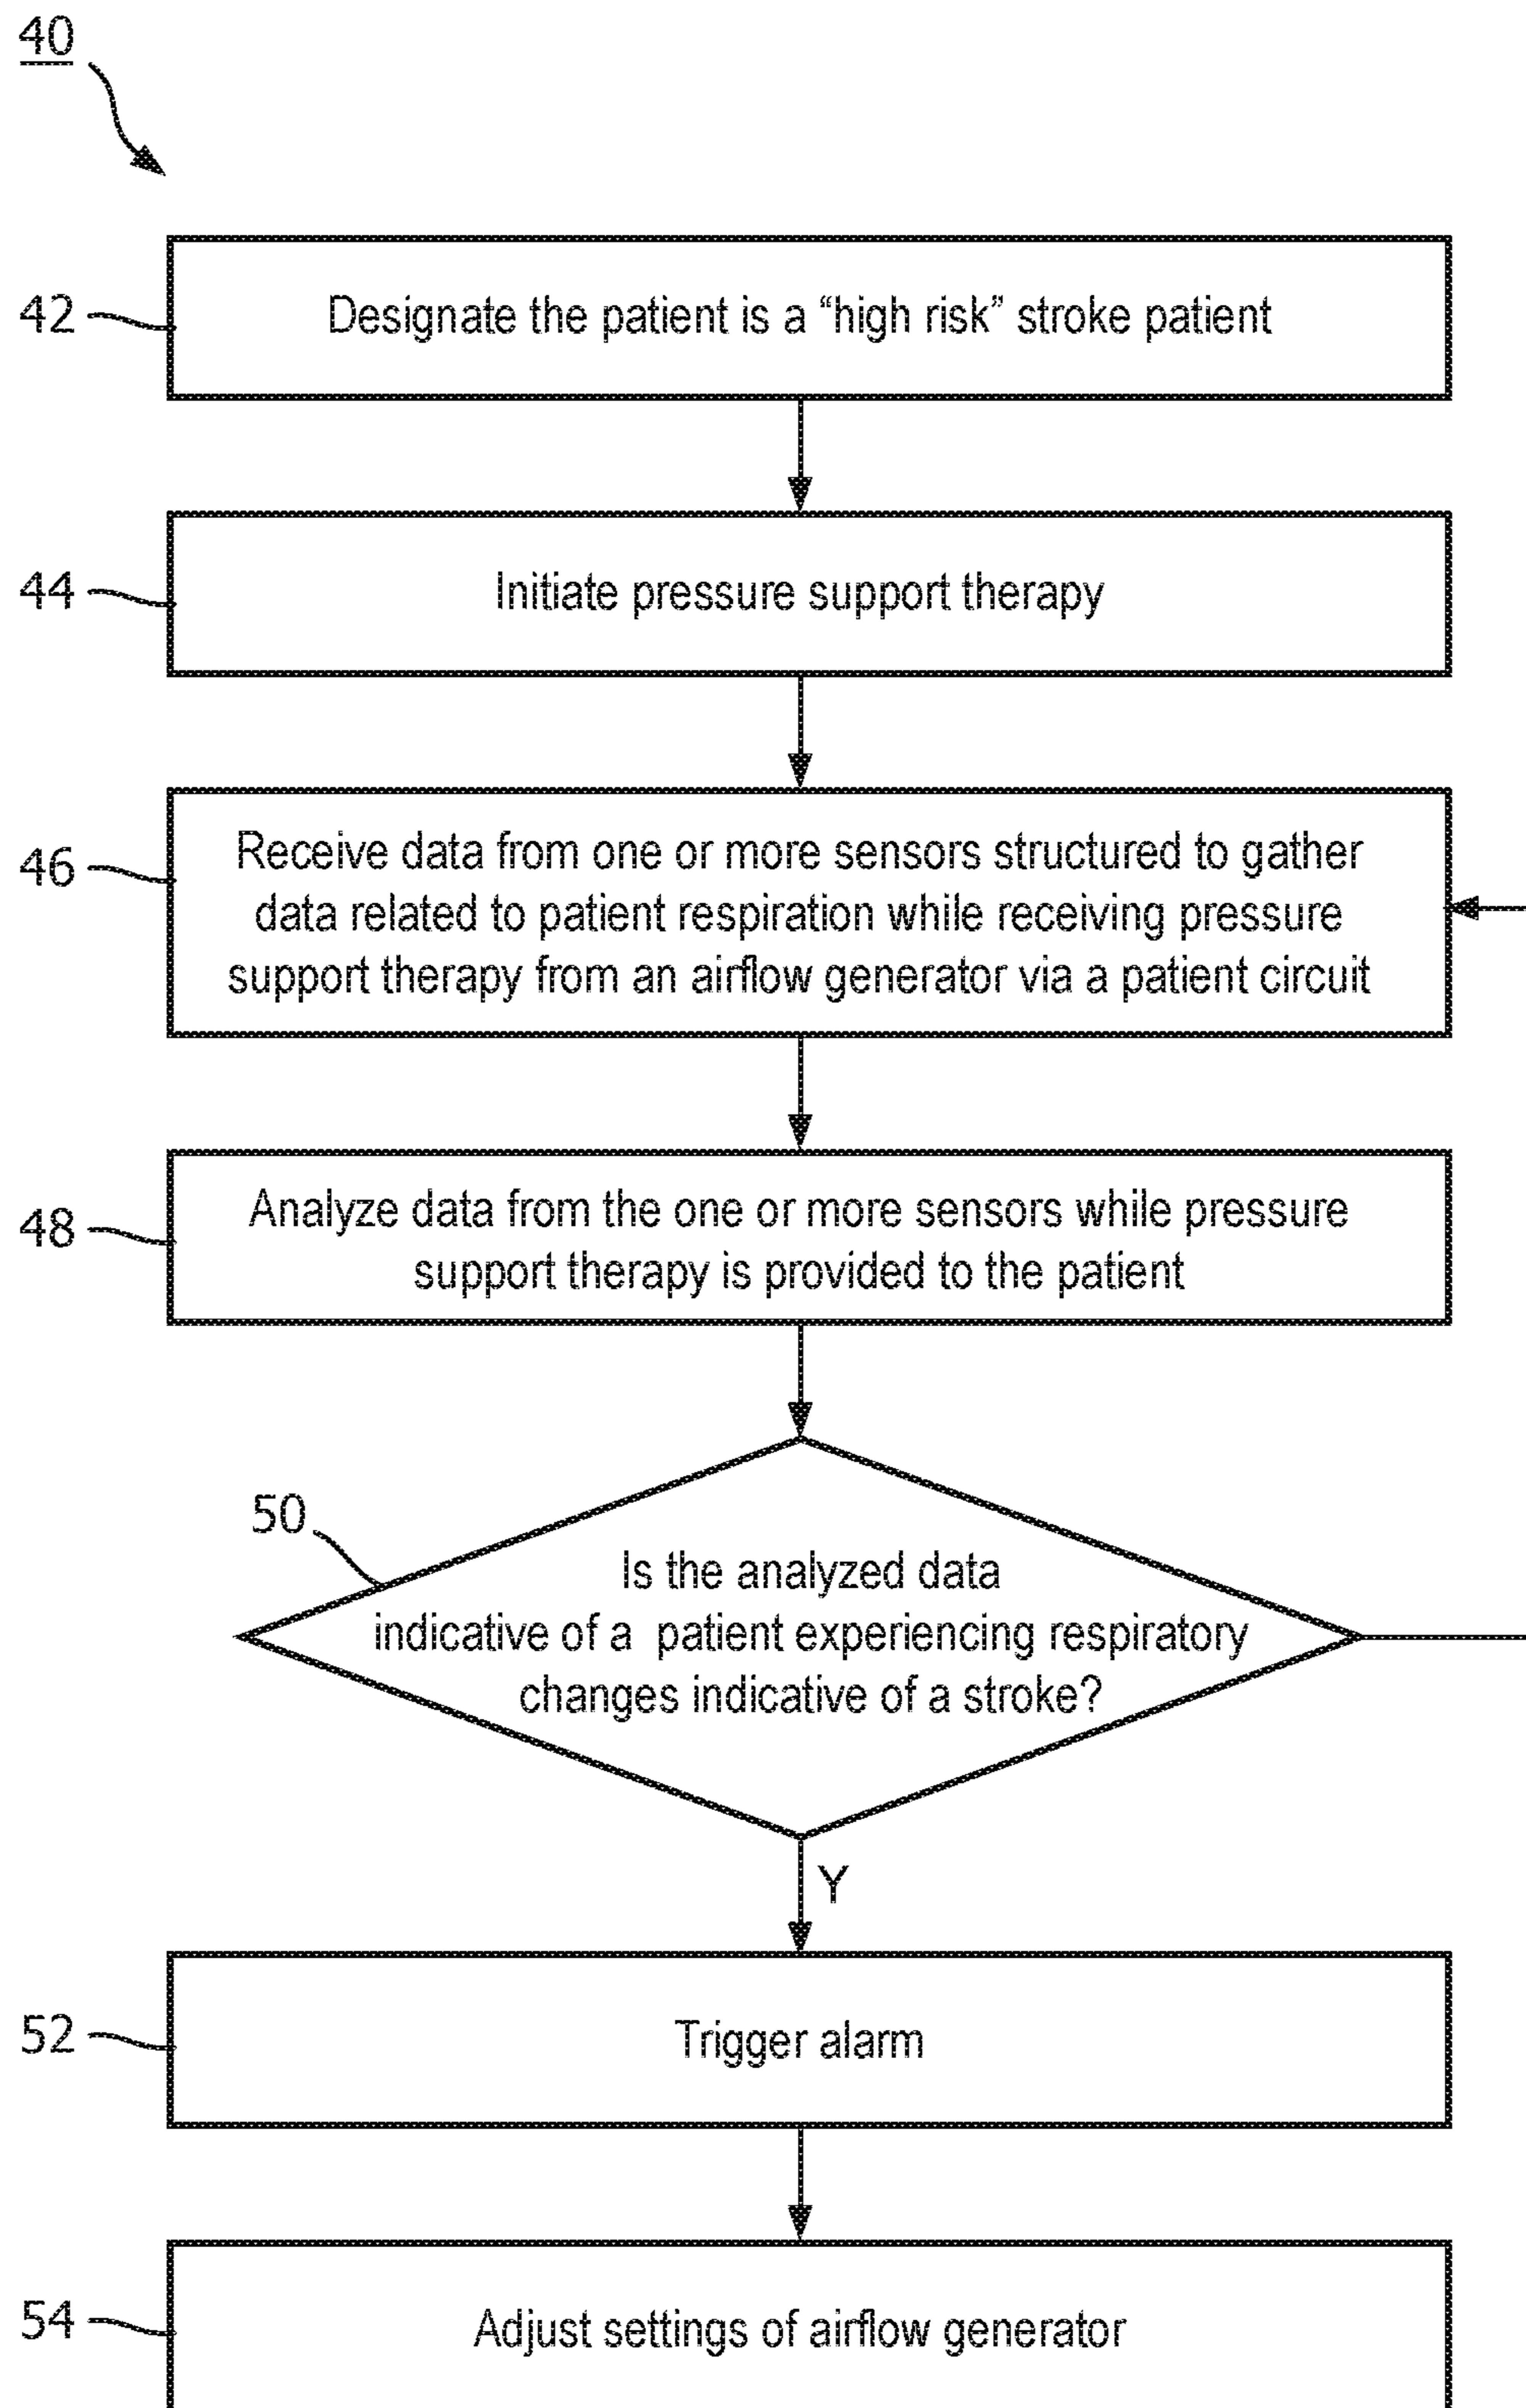 40
42
Designate the patient is a “high risk” stroke patient
44
Initiate pressure support therapy
46
Receive data from one or more sensors structured to gather
data related to patient respiration while receiving pressure
support therapy from an airflow generator via a patient circuit
48
Analyze data from the one or more sensors while pressure
support therapy is provided to the patient
50
Is the analyzed data
indicative of a patient experiencing respiratory
changes indicative of a stroke?
Y
52
Trigger alarm
54
Adjust settings of airflow generator